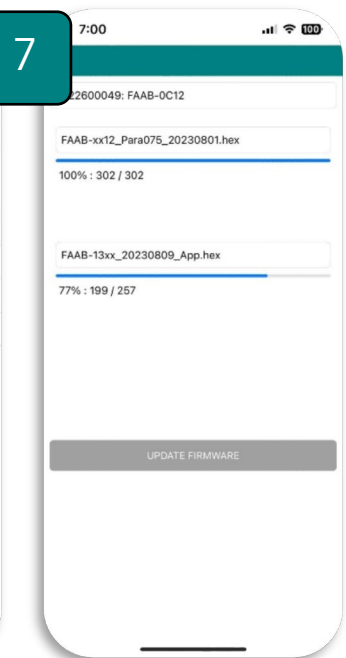 7
7:00
100
22600049: FAAB-0C12
FAAB-xx12_Para075_20230801.hex
100% : 302 / 302
FAAB-13xx_20230809_App.hex
77% : 199 / 257
UPDATE FIRMWARE